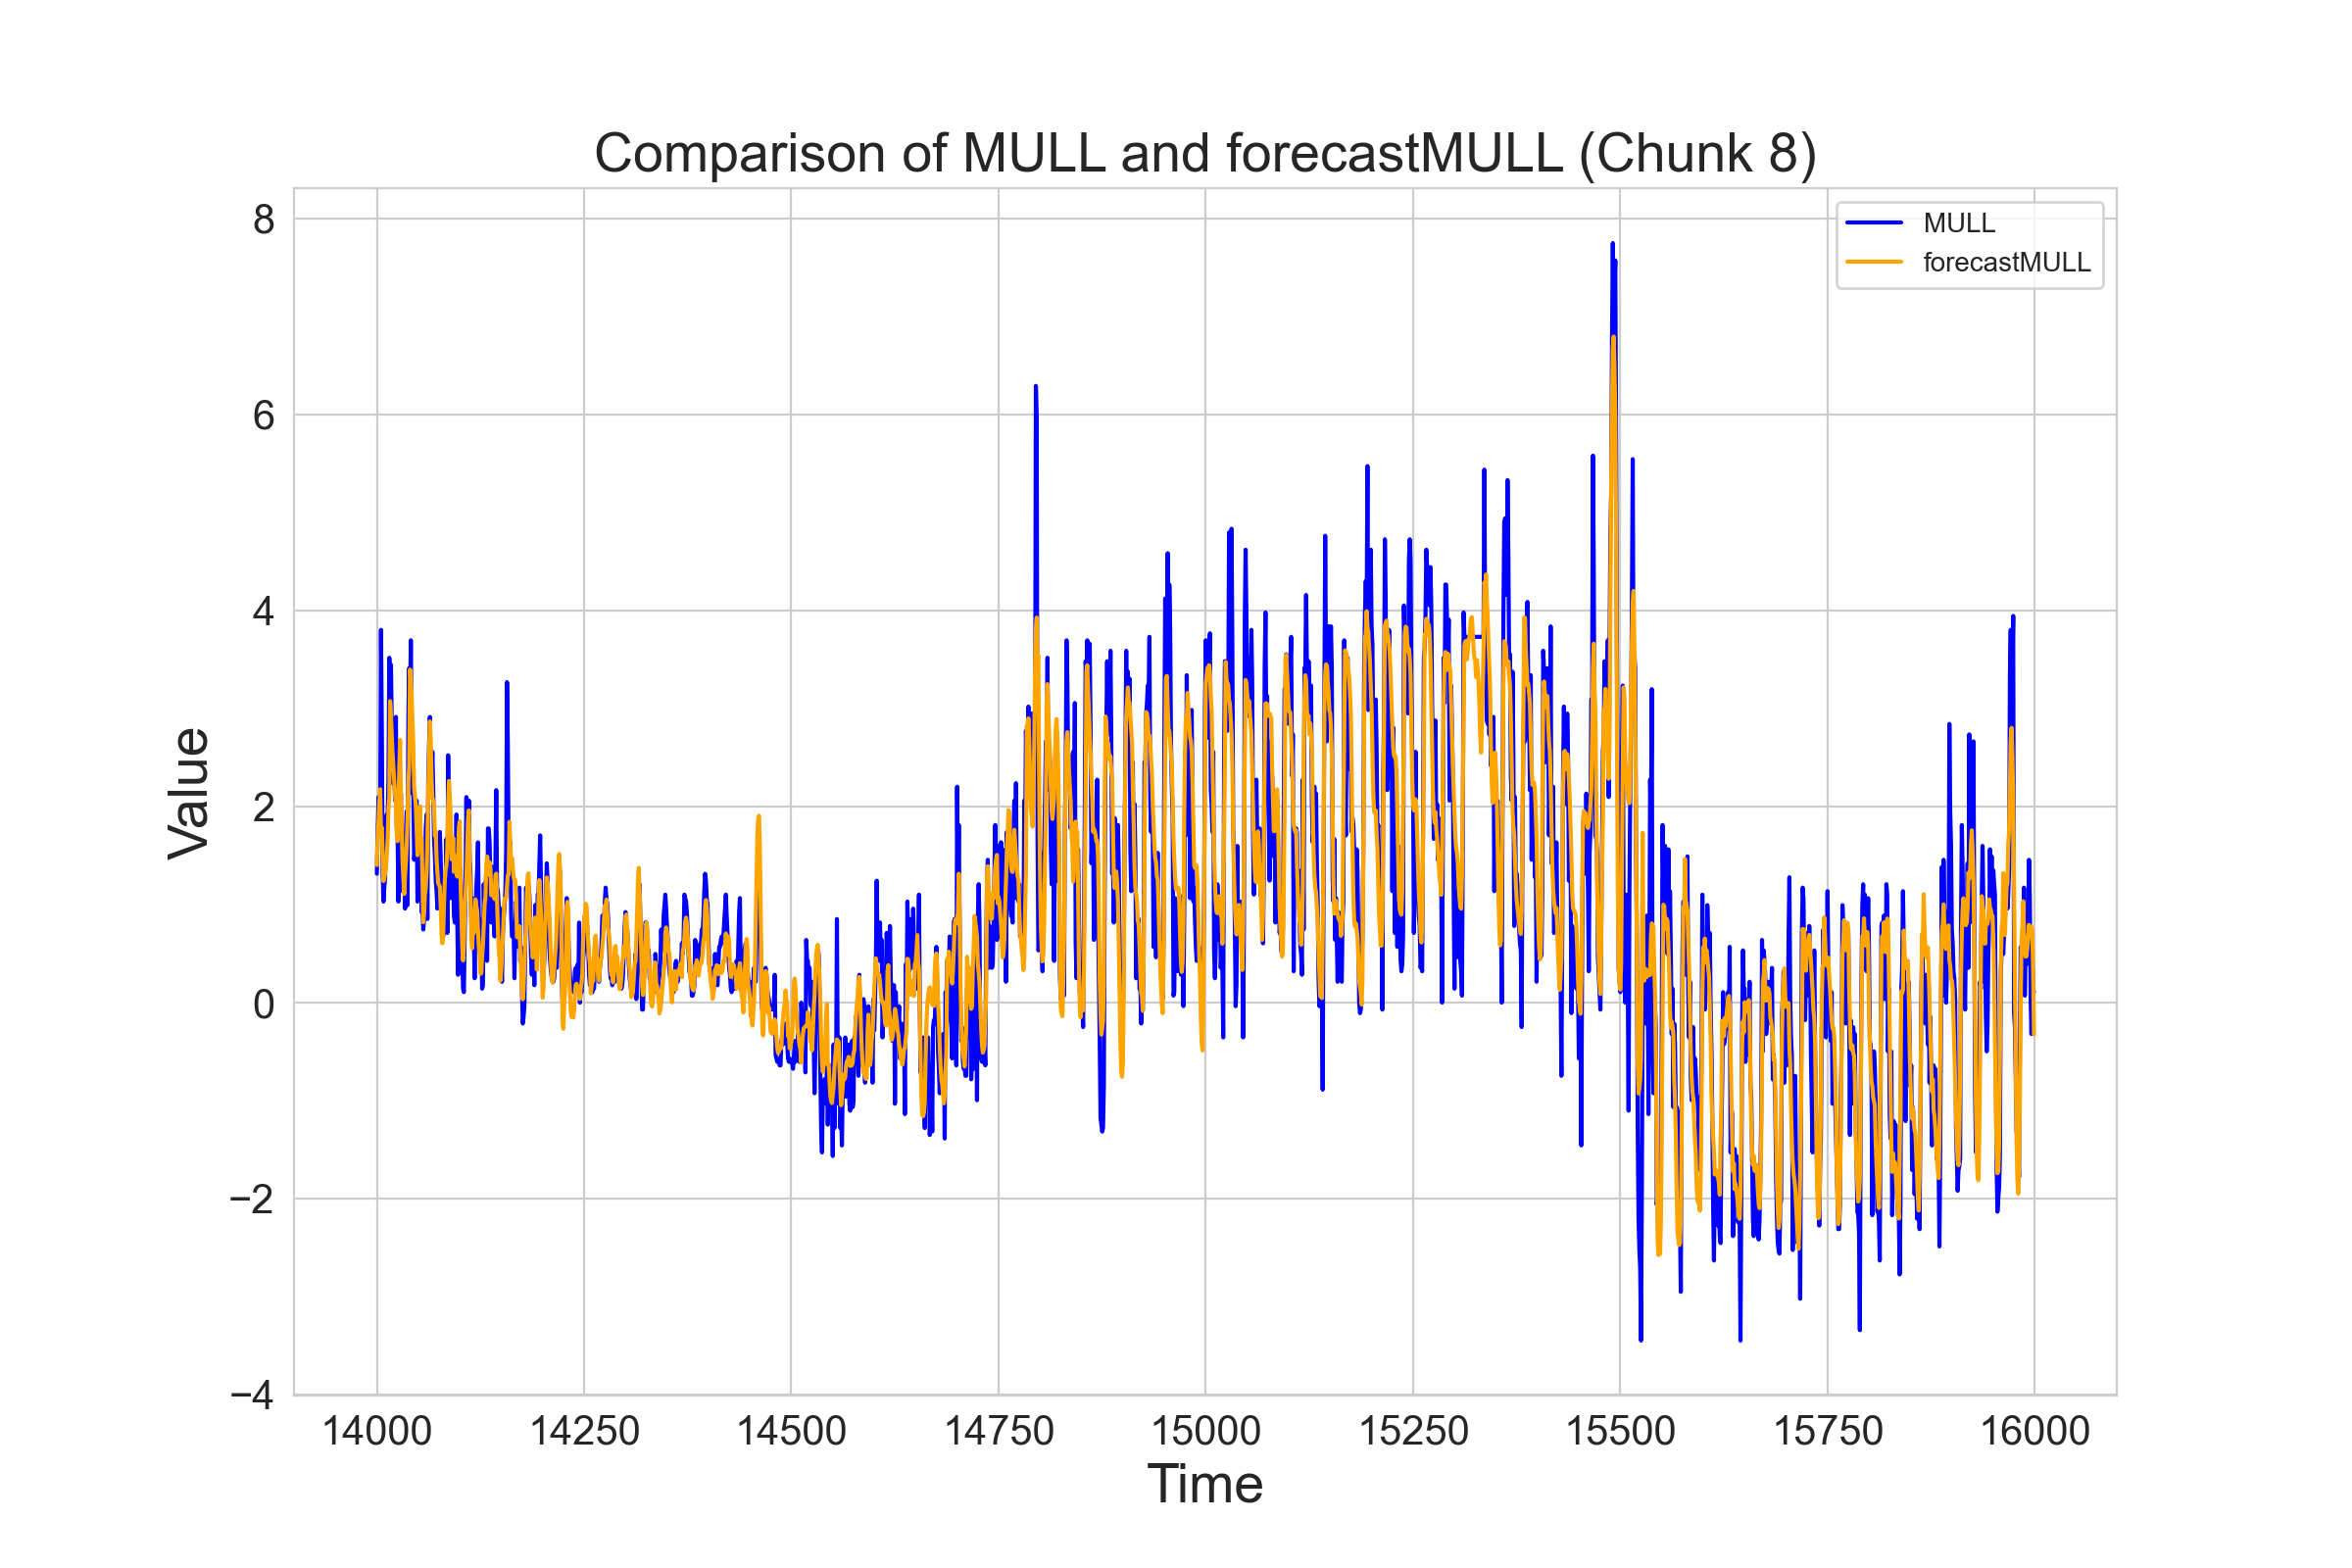 Comparison of MULL and forecastMULL (Chunk 8)
MULL
forecastMULL
8
6
4
2
0
−2
−4
Value
14000 14250 14500 14750 15000 15250 15500 15750 16000
Time